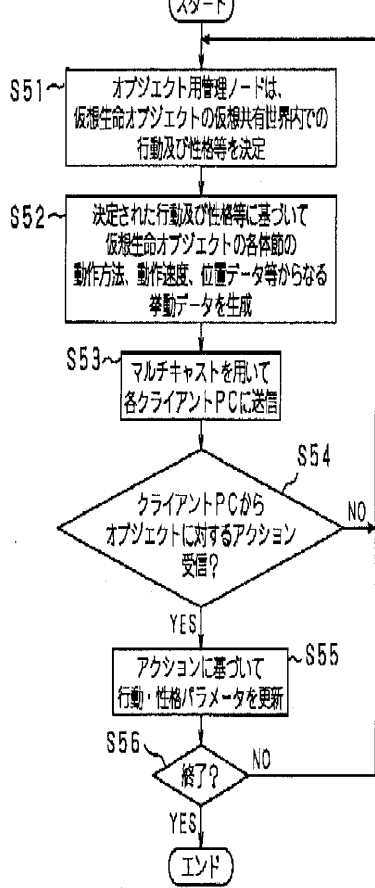 スタート
S51
オブジェクト用管理ノードは、
仮想生命オブジェクトの仮想共有世界内での
行動及び性格等を決定
S52
決定された行動及び性格等に基づいて
仮想生命オブジェクトの各体節の
動作方法、動作速度、位置データ等からなる
挙動データを生成
S53
マルチキャストを用いて
各クライアントPCに送信
S54
クライアントPCから
オブジェクトに対するアクション
受信?
NO
YES
S55
アクションに基づいて
行動・性格パラメータを更新
S56
終了?
NO
YES
エンド